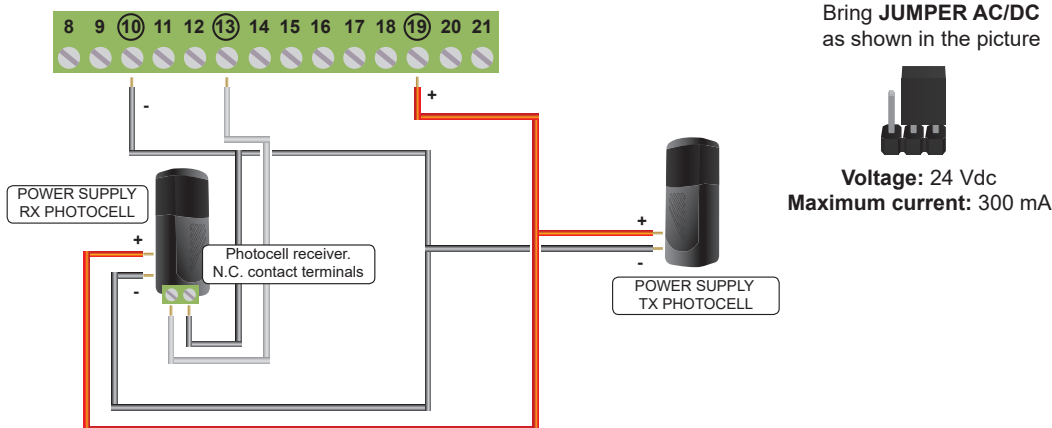 8 9 10 11 12 13 14 15 16 17 18 19 20 21
-
+
Bring JUMPER AC/DC
as shown in the picture
Voltage: 24 Vdc
Maximum current: 300 mA
POWER SUPPLY
RX PHOTOCELL
+
-
Photocell receiver.
N.C. contact terminals
+
-
POWER SUPPLY
TX PHOTOCELL